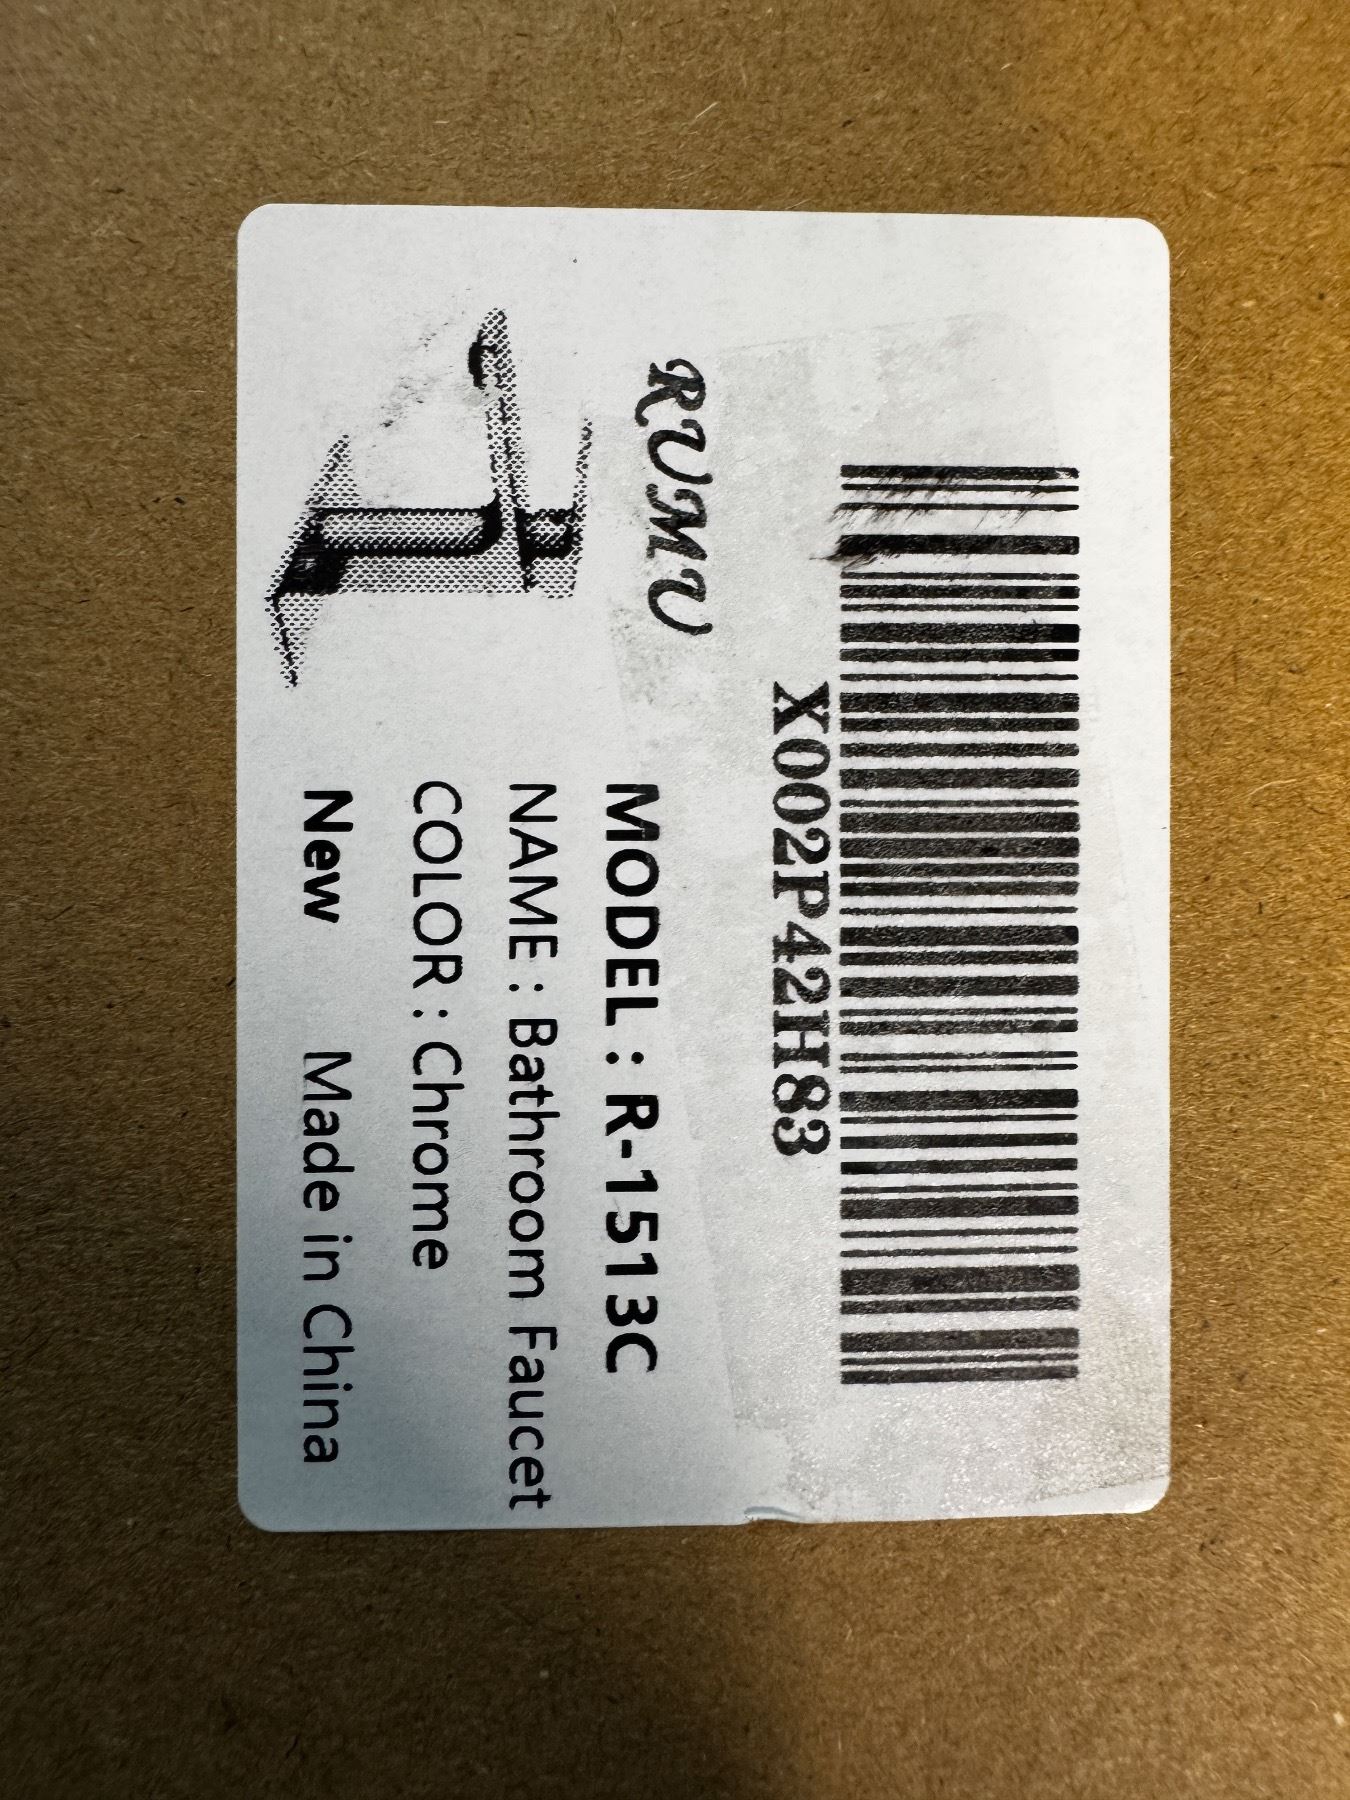 X002P42H83
RUMU
MODEL : R-1513C
NAME : Bathroom Faucet
COLOR : Chrome
New Made in China